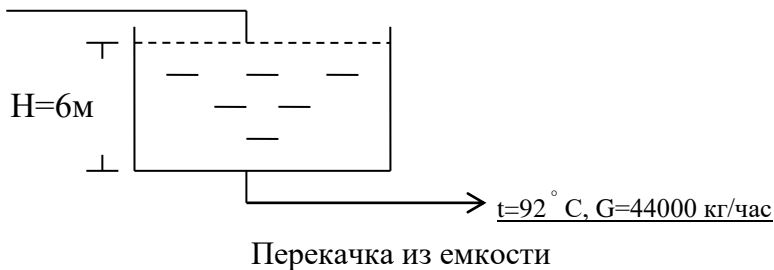 H=6м
t=92° C, G=44000 кг/час
Перекачка из емкости